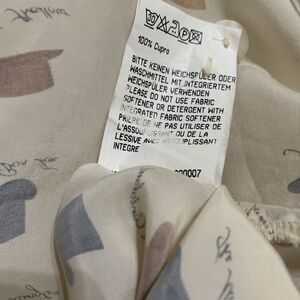 100% Cupro
BITTE KEINEN WEICHSPÜLER ODER
WASCHMITTEL MIT INTEGRIERTEM
WEICHSPÜLER VERWENDEN
PLEASE DO NOT USE FABRIC
SOFTENER OR DETERGENT WITH
INTEGRATED FABRIC SOFTENER
PRIERE DE NE PAS UTILISER DE
L'ASSOUPLISSANT OU DE LA
LESSIVE AVEC ASSOUPLISSANT
INTEGRE